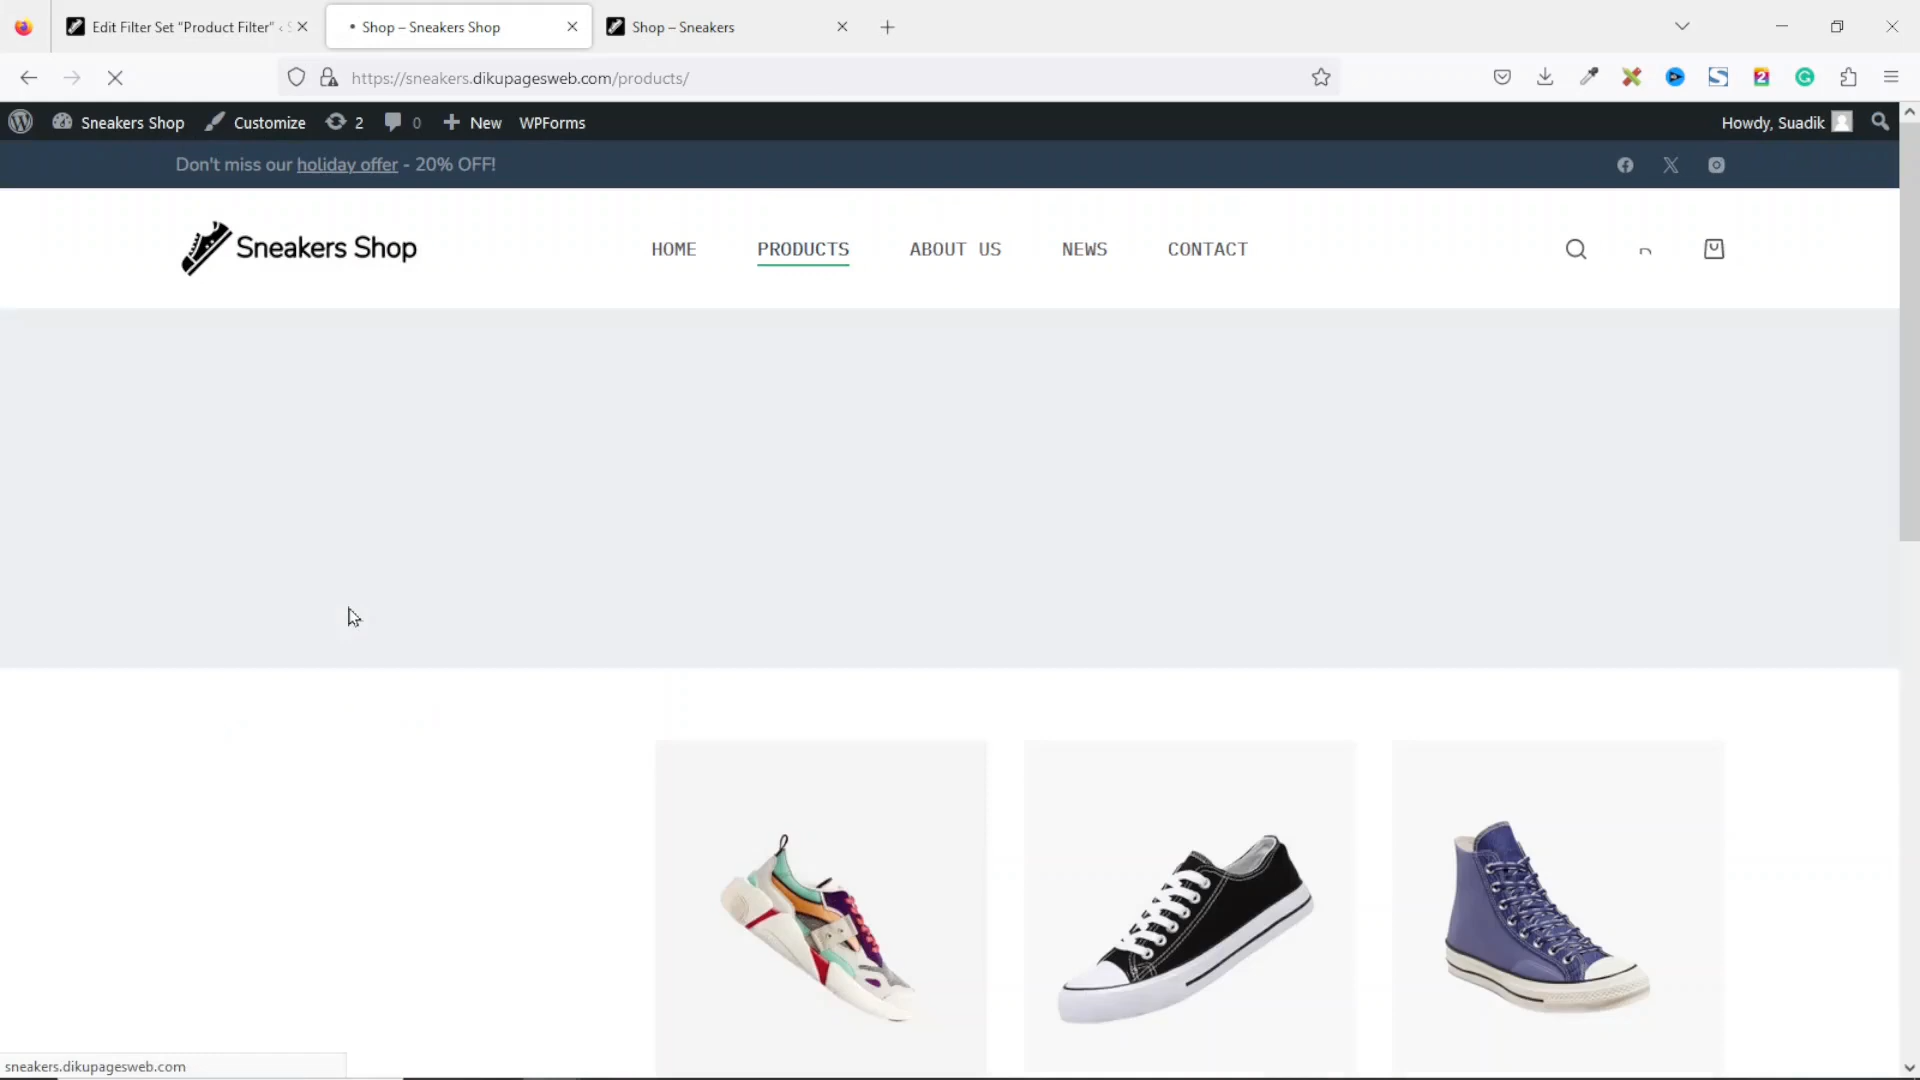 Edit Filter Set “Product Filter” ‹ S
Shop – Sneakers Shop
Shop – Sneakers
https://sneakers.dikupagesweb.com/products/
2
Sneakers Shop
Customize
2
0
New
WPForms
Howdy, Suadik
Don't miss our holiday offer - 20% OFF!
Sneakers Shop
HOME
PRODUCTS
ABOUT US
NEWS
CONTACT
sneakers.dikupagesweb.com